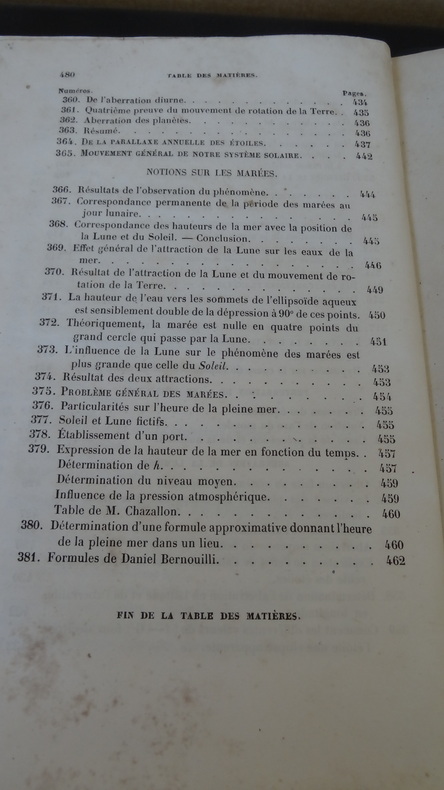 480 TABLE DES MATIÈRES.
Numéros. Pages.
360. De l'aberration diurne. . . . . . . . . . . . 434
361. Quatrième preuve du mouvement de rotation de la Terre. . 435
362. Aberration des planètes. . . . . . . . . . . . 436
363. Résumé. . . . . . . . . . . . . . . 436
364. DE LA PARALLAXE ANNUELLE DES ÉTOILES. . . . . . . 437
365. MOUVEMENT GÉNÉRAL DE NOTRE SYSTÈME SOLAIRE. . . . . 442
NOTIONS SUR LES MARÉES.
366. Résultats de l'observation du phénomène. . . . . . . 444
367. Correspondance permanente de la période des marées au
jour lunaire. . . . . . . . . . . . . . 445
368. Correspondance des hauteurs de la mer avec la position de
la Lune et du Soleil. — Conclusion. . . . . . . . 445
369. Effet général de l'attraction de la Lune sur les eaux de la
mer. . . . . . . . . . . . . . . . 446
370. Résultat de l'attraction de la Lune et du mouvement de ro-
tation de la Terre. . . . . . . . . . . . 449
371. La hauteur de l'eau vers les sommets de l'ellipsoïde aqueux
est sensiblement double de la dépression à 90° de ces points. 450
372. Théoriquement, la marée est nulle en quatre points du
grand cercle qui passe par la Lune. . . . . . . . 451
373. L'influence de la Lune sur le phénomène des marées est
plus grande que celle du Soleil. . . . . . . . . 453
374. Résultat des deux attractions. . . . . . . . . . 453
375. PROBLÈME GÉNÉRAL DES MARÉES. . . . . . . . . 454
376. Particularités sur l'heure de la pleine mer. . . . . . . 455
377. Soleil et Lune fictifs. . . . . . . . . . . . 455
378. Établissement d'un port. . . . . . . . . . . 455
379. Expression de la hauteur de la mer en fonction du temps. . 457
Détermination de h. . . . . . . . . . . . 457
Détermination du niveau moyen. . . . . . . . . 459
Influence de la pression atmosphérique. . . . . . . 459
Table de M. Chazallon. . . . . . . . . . . 460
380. Détermination d'une formule approximative donnant l'heure
de la pleine mer dans un lieu. . . . . . . . . 460
381. Formules de Daniel Bernouilli. . . . . . . . . . 462
FIN DE LA TABLE DES MATIÈRES.